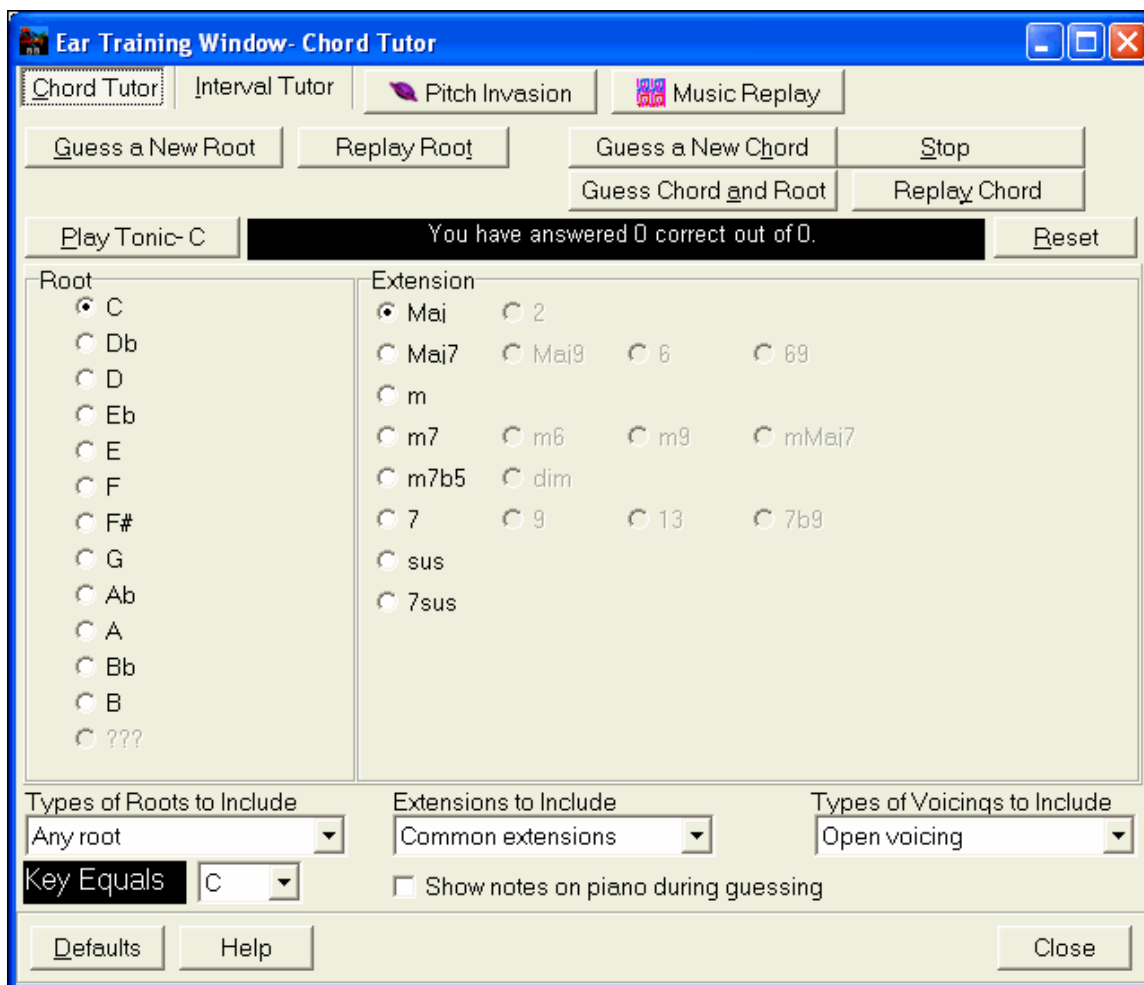 Ear Training Window- Chord Tutor
Chord Tutor Interval Tutor Pitch Invasion Music Replay
Guess a New Root Replay Root Guess a New Chord Stop
Guess Chord and Root Replay Chord
Play Tonic- C You have answered 0 correct out of 0. Reset
Root Extension
C Maj 2
Db Maj7 Maj9 6 69
D m
Eb m7 m6 m9 mMaj7
E m7b5 dim
F 7 9 13 7b9
F# sus
G 7sus
Ab
A
Bb
B
???
Types of Roots to Include Extensions to Include Types of Voicings to Include
Any root Common extensions Open voicing
Key Equals C Show notes on piano during guessing
Defaults Help Close